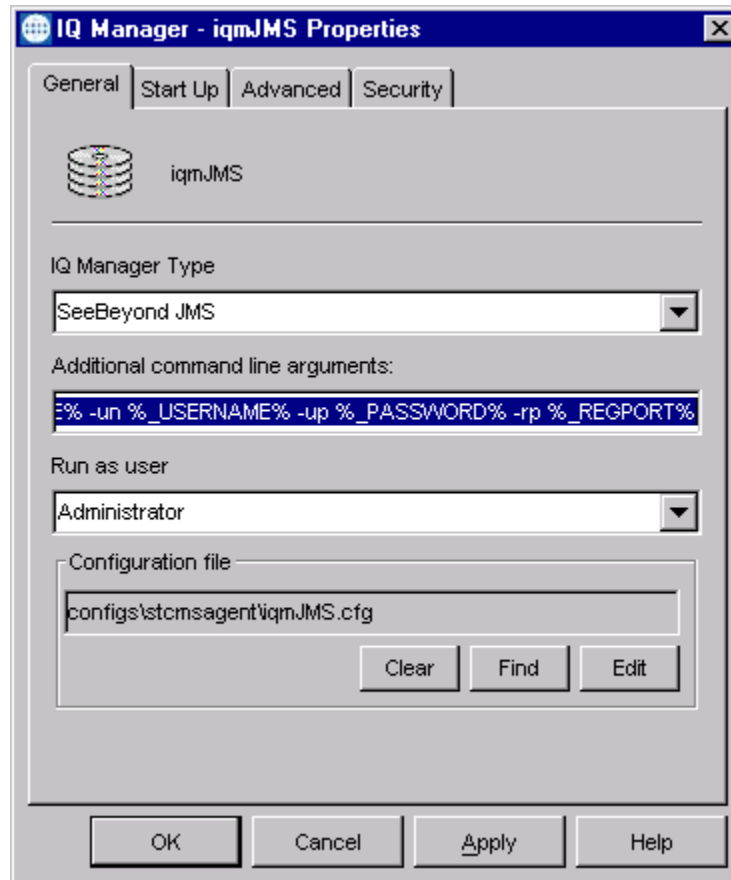 IQ Manager - iqmJMS Properties
General Start Up Advanced Security
iqmJMS
IQ Manager Type
SeeBeyond JMS
Additional command line arguments:
E% -un %_USERNAME% -up %_PASSWORD% -rp %_REGPORT%
Run as user
Administrator
Configuration file
configs\stcmsagent\iqmJMS.cfg
Clear Find Edit
OK Cancel Apply Help